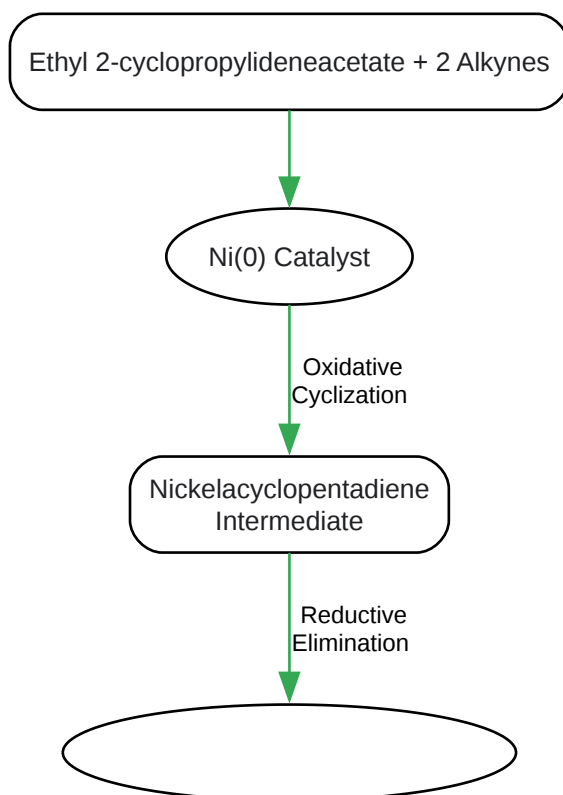 Ethyl 2-cyclopropylideneacetate + 2 Alkynes
Ni(0) Catalyst
Oxidative
Cyclization
Nickelacyclopentadiene
Intermediate
Reductive
Elimination